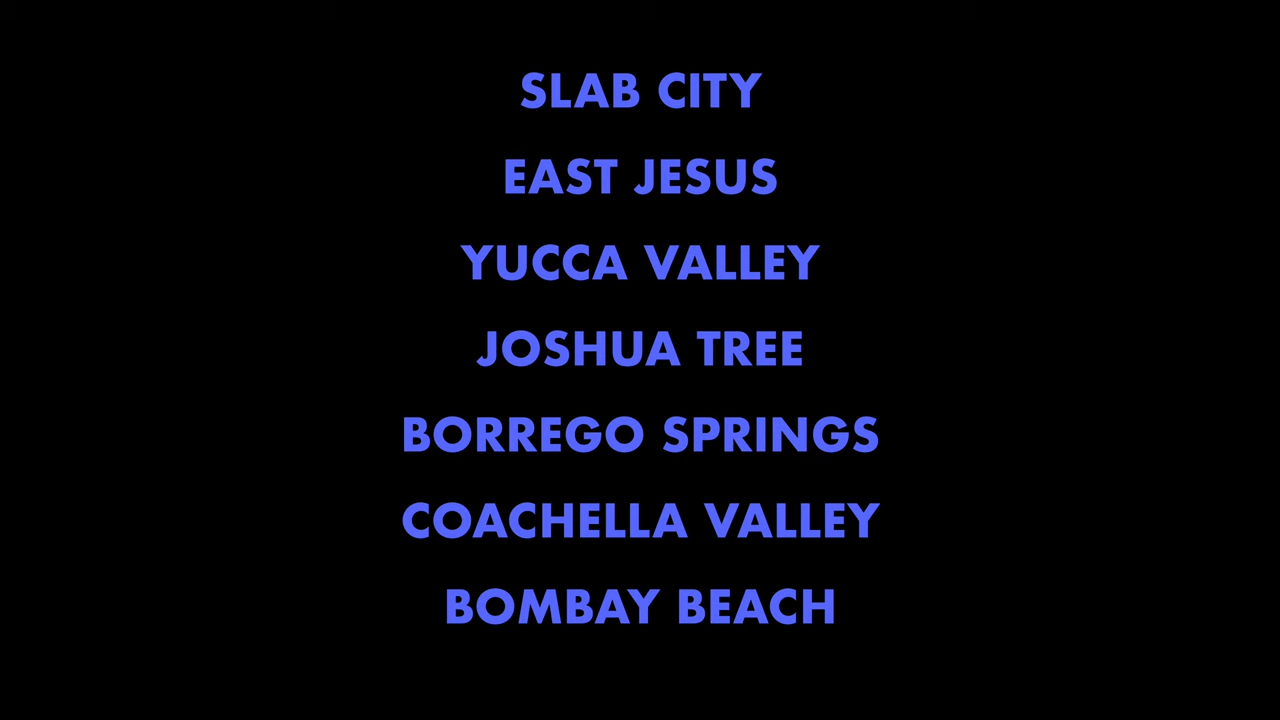 SLAB CITY
EAST JESUS
YUCCA VALLEY
JOSHUA TREE
BORREGO SPRINGS
COACHELLA VALLEY
BOMBAY BEACH